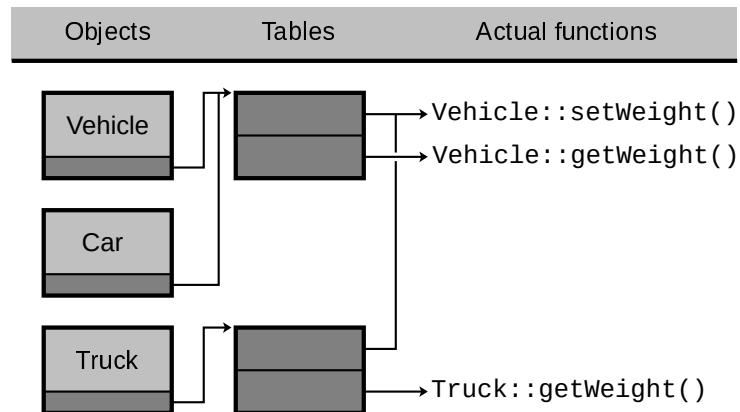 Objects Tables Actual functions
Vehicle
Vehicle::setWeight()
Vehicle::getWeight()
Car
Truck
Truck::getWeight()